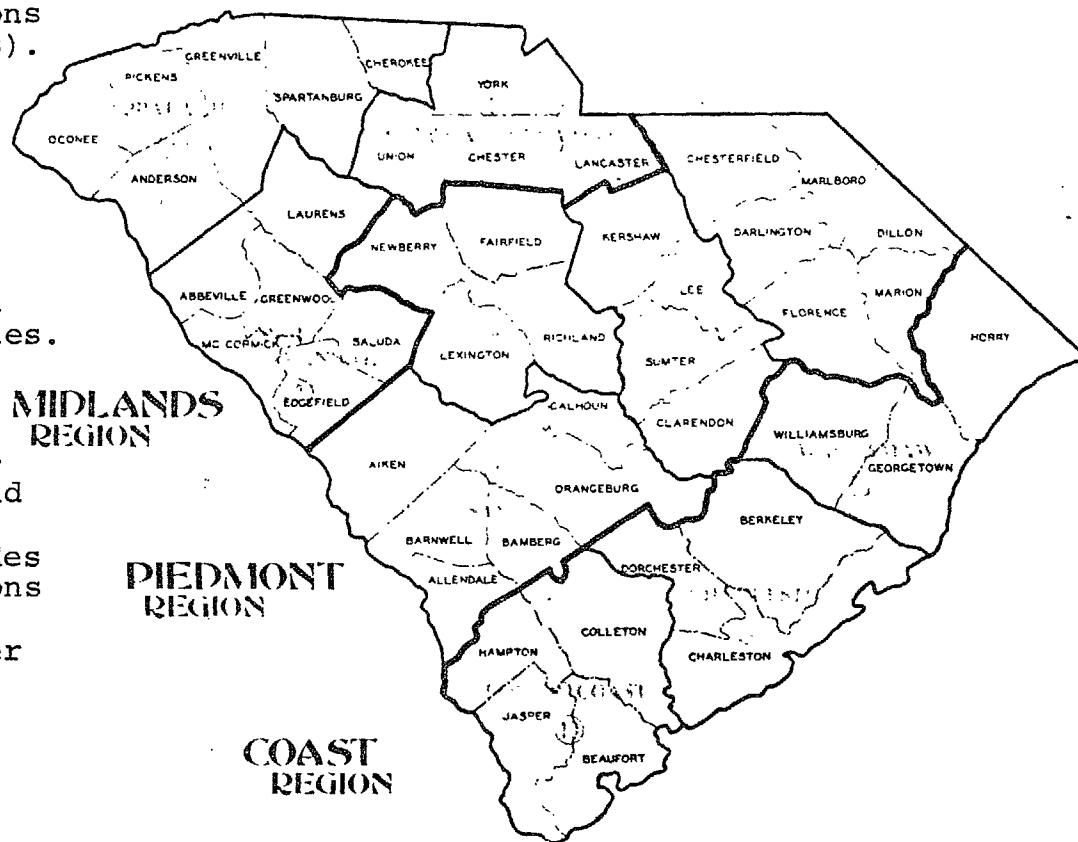 ons
).
GREENVILLE
CHEROKEE
PICKENS
YORK
SPARTANBURG
OCONEE
UNION
CHESTER
LANCASTER
CHESTERFIELD
ANDERSON
MARLBORO
LAURENS
NEWBERRY
FAIRFIELD
KERSHAW
DARLINGTON
DILLON
ABBEVILLE
GREENWOO
LEE
MARION
FLORENCE
es.
MC CORMICK
SALUDA
LEXINGTON
RICHLAND
SUMTER
HORRY
MIDLANDS
REGION
EDGEFIELD
CALHOUN
CLARENDON
WILLIAMSBURG
AIKEN
GEORGETOWN
d
ORANGEBURG
BERKELEY
BARNWELL
BAMBERG
es
ons
PIEDMONT
REGION
ALLENDALE
DORCHESTER
er
HAMPTON
COLLETON
CHARLESTON
COAST
JASPER
BEAUFORT
COAST
REGION